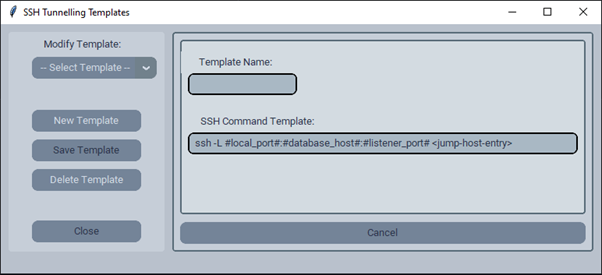 SSH Tunnelling Templates
Modify Template:
-- Select Template --
New Template
Save Template
Delete Template
Close
Template Name:
SSH Command Template:
ssh -L #local_port#:#database_host#:#listener_port# <jump-host-entry>
Cancel